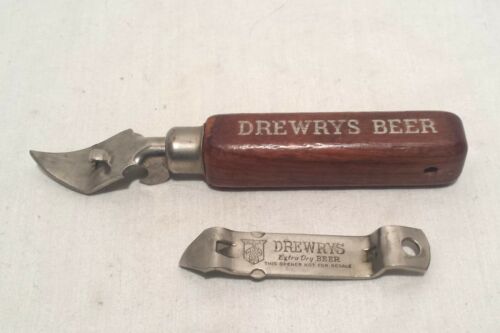 DREWRYS BEER
DREWRYS
Extra Dry BEER
THIS OPENER NOT FOR RESALE